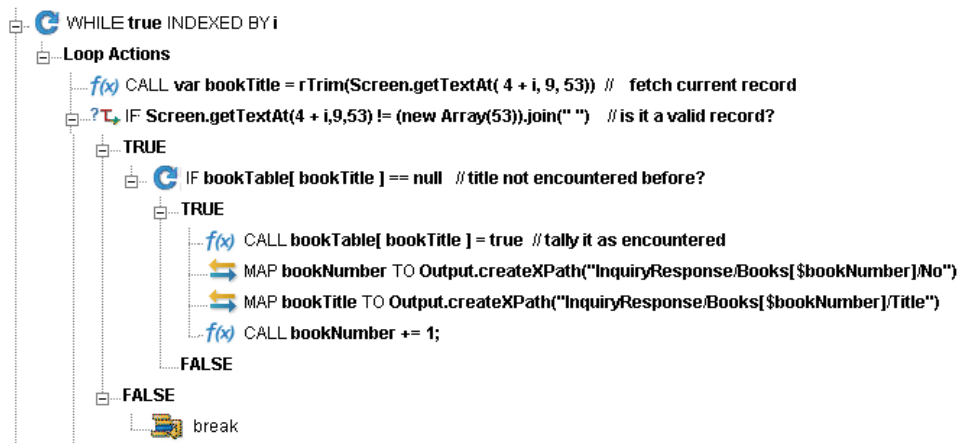 WHILE true INDEXED BY i
Loop Actions
f(x) CALL var bookTitle = rTrim(Screen.getTextAt( 4 + i, 9, 53)) // fetch current record
?T IF Screen.getTextAt(4 + i,9,53) != (new Array(53)).join(" ") // is it a valid record?
TRUE
IF bookTable[ bookTitle ] == null // title not encountered before?
TRUE
f(x) CALL bookTable[ bookTitle ] = true // tally it as encountered
MAP bookNumber TO Output.createXPath("InquiryResponse/Books[$bookNumber]/No")
MAP bookTitle TO Output.createXPath("InquiryResponse/Books[$bookNumber]/Title")
f(x) CALL bookNumber += 1;
FALSE
FALSE
break